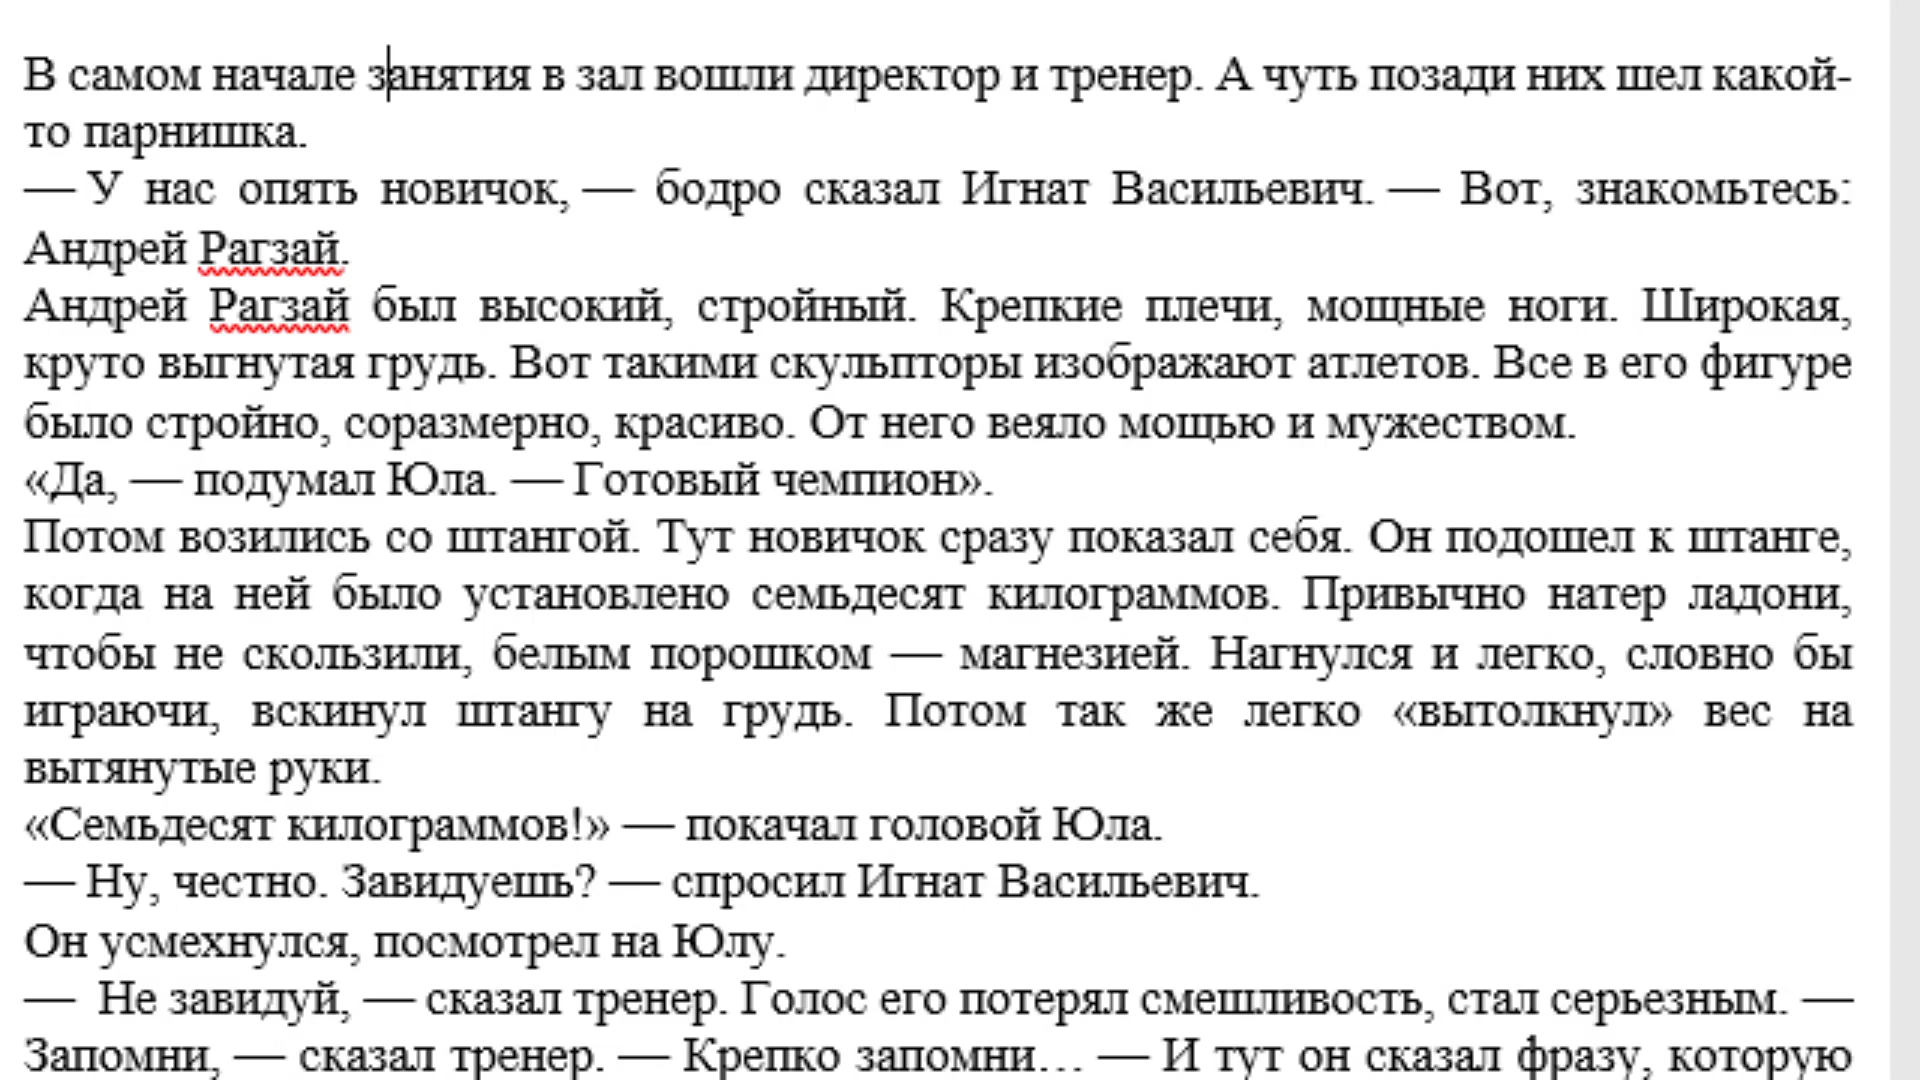 В самом начале занятия в зал вошли директор и тренер. А чуть позади них шел какой-
то парнишка.
— У нас опять новичок, — бодро сказал Игнат Васильевич. — Вот, знакомьтесь:
Андрей Рагзай.
Андрей Рагзай был высокий, стройный. Крепкие плечи, мощные ноги. Широкая,
круто выгнутая грудь. Вот такими скульпторы изображают атлетов. Все в его фигуре
было стройно, соразмерно, красиво. От него веяло мощью и мужеством.
«Да, — подумал Юла. — Готовый чемпион».
Потом возились со штангой. Тут новичок сразу показал себя. Он подошел к штанге,
когда на ней было установлено семьдесят килограммов. Привычно натер ладони,
чтобы не скользили, белым порошком — магнезией. Нагнулся и легко, словно бы
играючи, вскинул штангу на грудь. Потом так же легко «вытолкнул» вес на
вытянутые руки.
«Семьдесят килограммов!» — покачал головой Юла.
— Ну, честно. Завидуешь? — спросил Игнат Васильевич.
Он усмехнулся, посмотрел на Юлу.
— Не завидуй, — сказал тренер. Голос его потерял смешливость, стал серьезным. —
Запомни, — сказал тренер. — Крепко запомни… — И тут он сказал фразу, которую